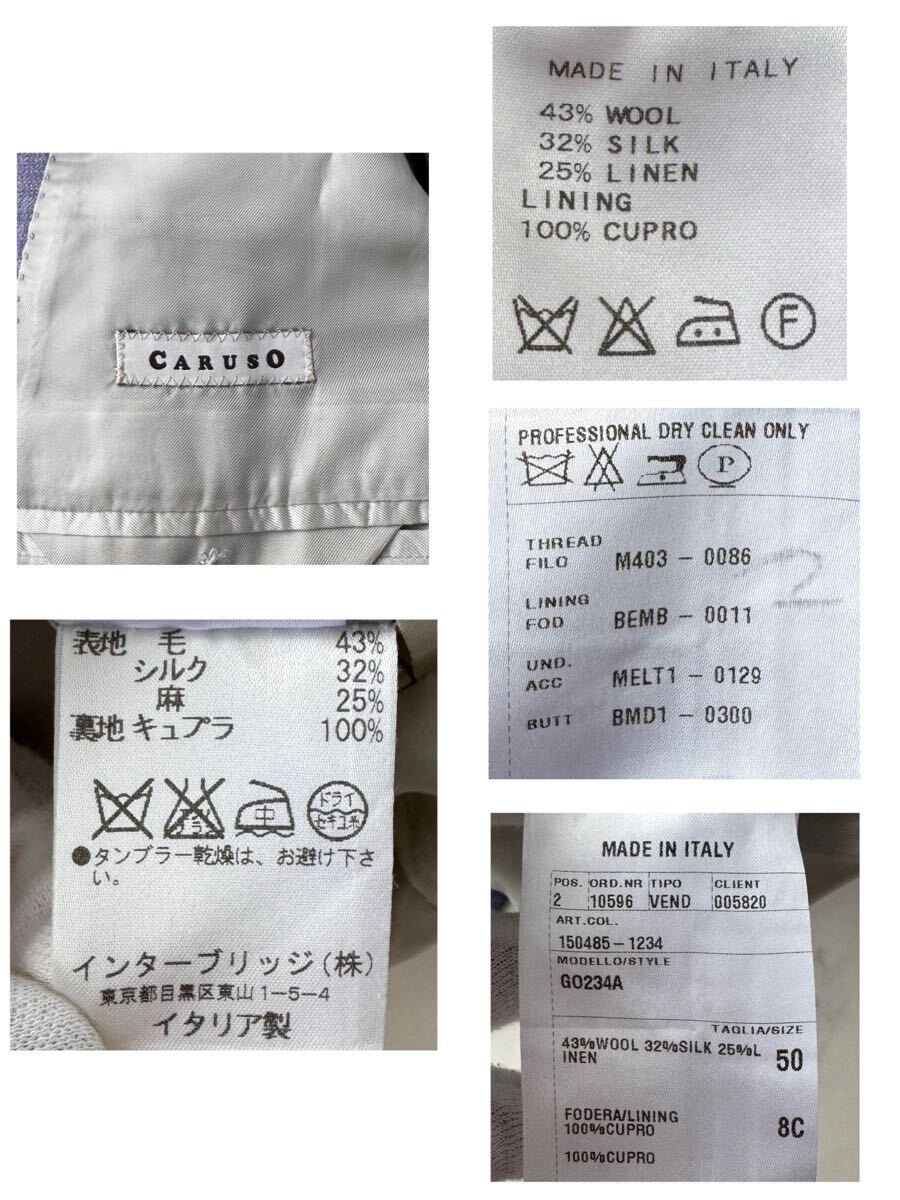 CARUSO
表地 毛 43%
シルク 32%
麻 25%
裏地 キュプラ 100%
中
ドライ
セキユ系
●タンブラー乾燥は、お避け下さ
い。
インターブリッジ(株)
東京都目黒区東山1-5-4
イタリア製
MADE IN ITALY
43% WOOL
32% SILK
25% LINEN
LINING
100% CUPRO
F
PROFESSIONAL DRY CLEAN ONLY
P
THREAD
FILO M403-0086
2
LINING
FOD BEMB-0011
UND.
ACC MELT1-0129
BUTT BMD1-0300
MADE IN ITALY
POS. ORD.NR TIPO CLIENT
2 10596 VEND 005820
ART.COL.
150485-1234
MODELLO/STYLE
GO234A
TAGLIA/SIZE
43%WOOL 32%SILK 25%L
INEN 50
FODERA/LINING
100%CUPRO 8C
100%CUPRO